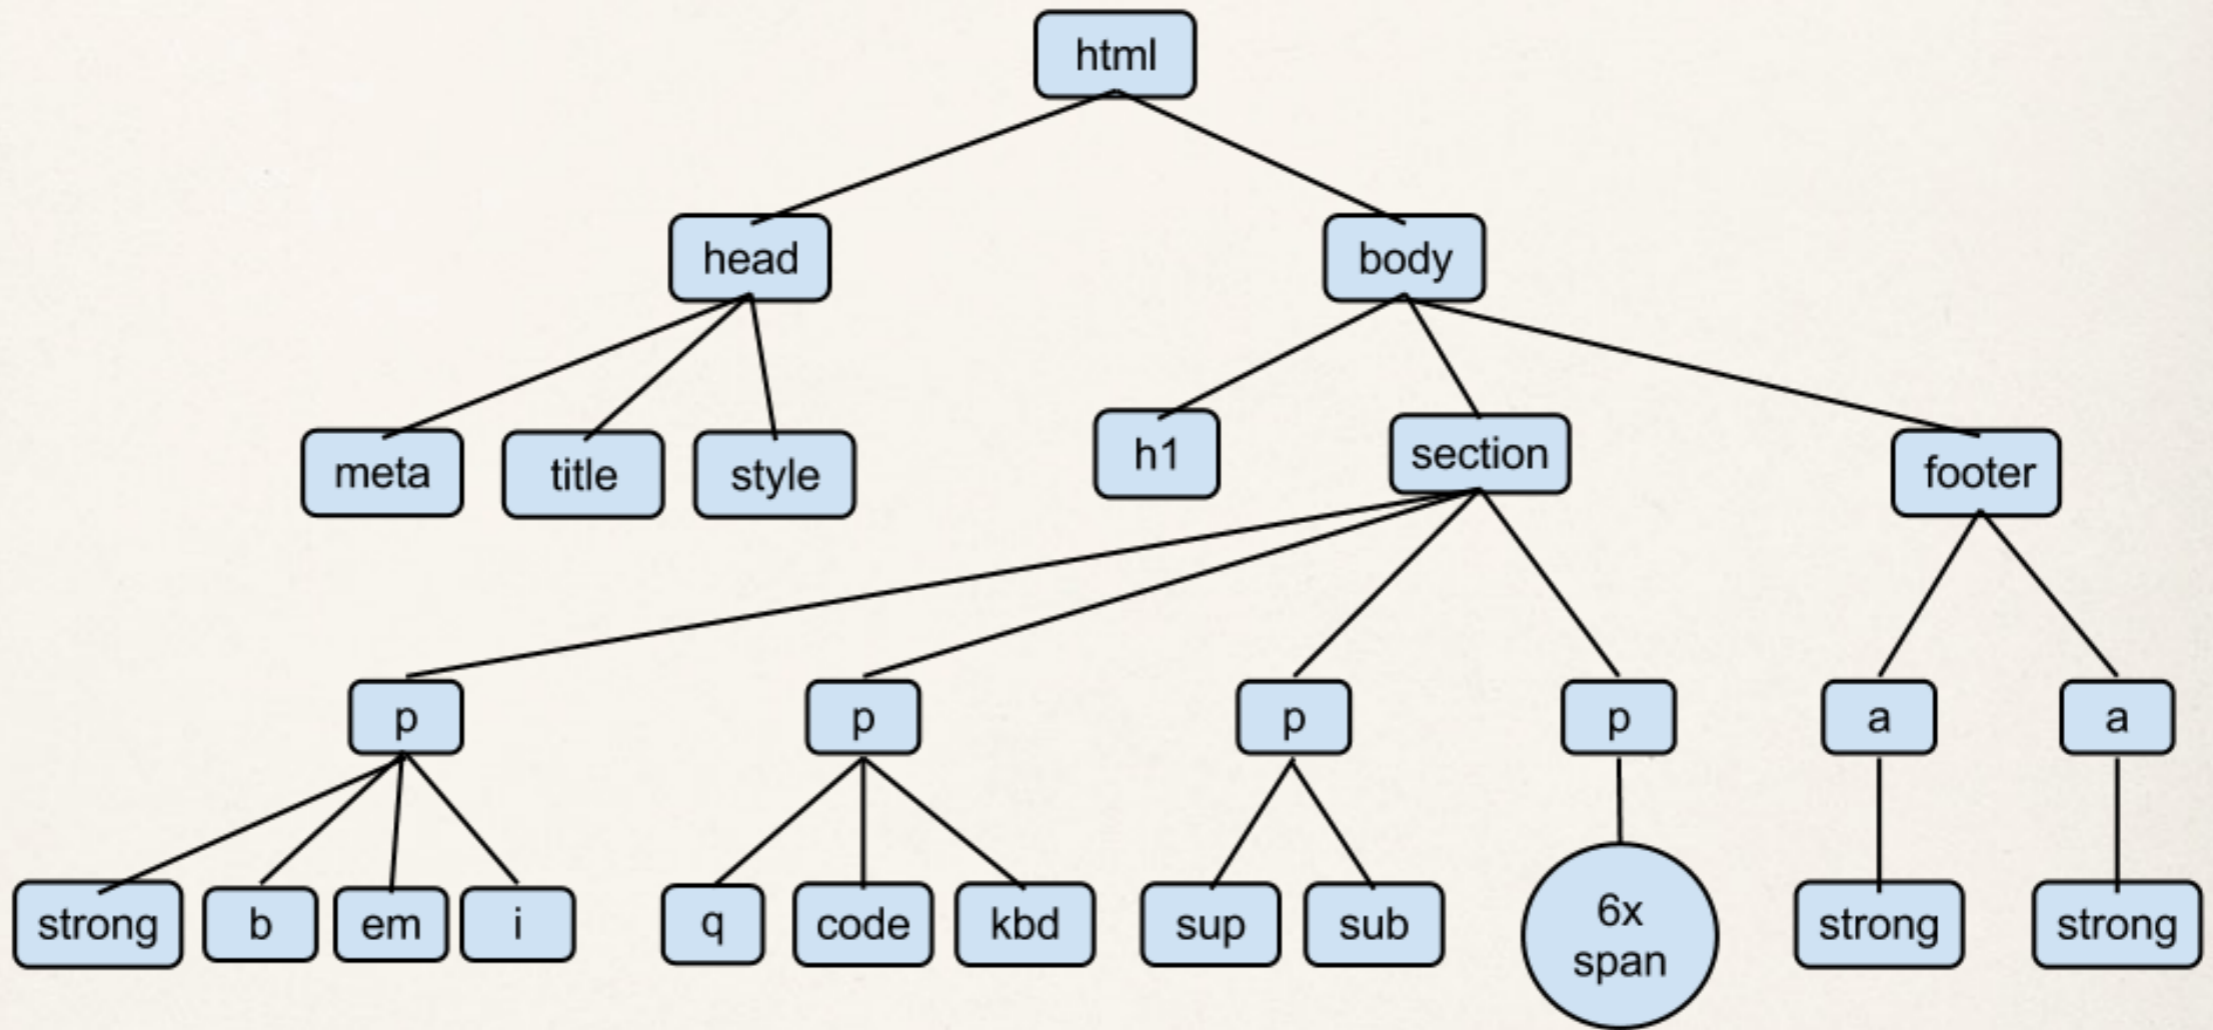 html
head
body
meta
title
style
h1
section
footer
p
p
p
p
a
a
strong
b
em
i
q
code
kbd
sup
sub
6x
span
strong
strong